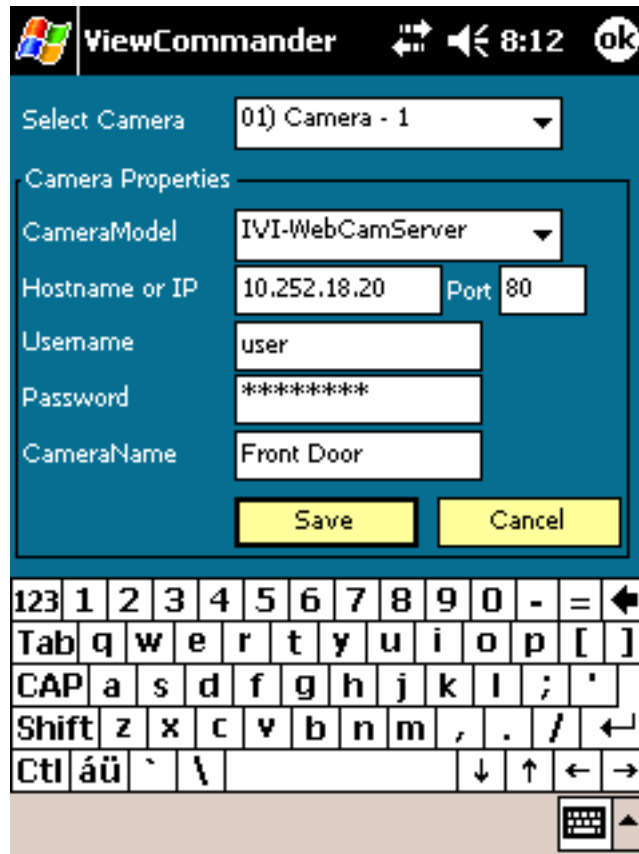 ViewCommander 8:12 ok
Select Camera 01) Camera - 1
Camera Properties
CameraModel IVI-WebCamServer
Hostname or IP 10.252.18.20 Port 80
Username user
Password ********
CameraName Front Door
Save Cancel
123 1 2 3 4 5 6 7 8 9 0 - =
Tab q w e r t y u i o p [ ]
CAP a s d f g h j k l ; '
Shift z x c v b n m , . /
Ctl áü ` \